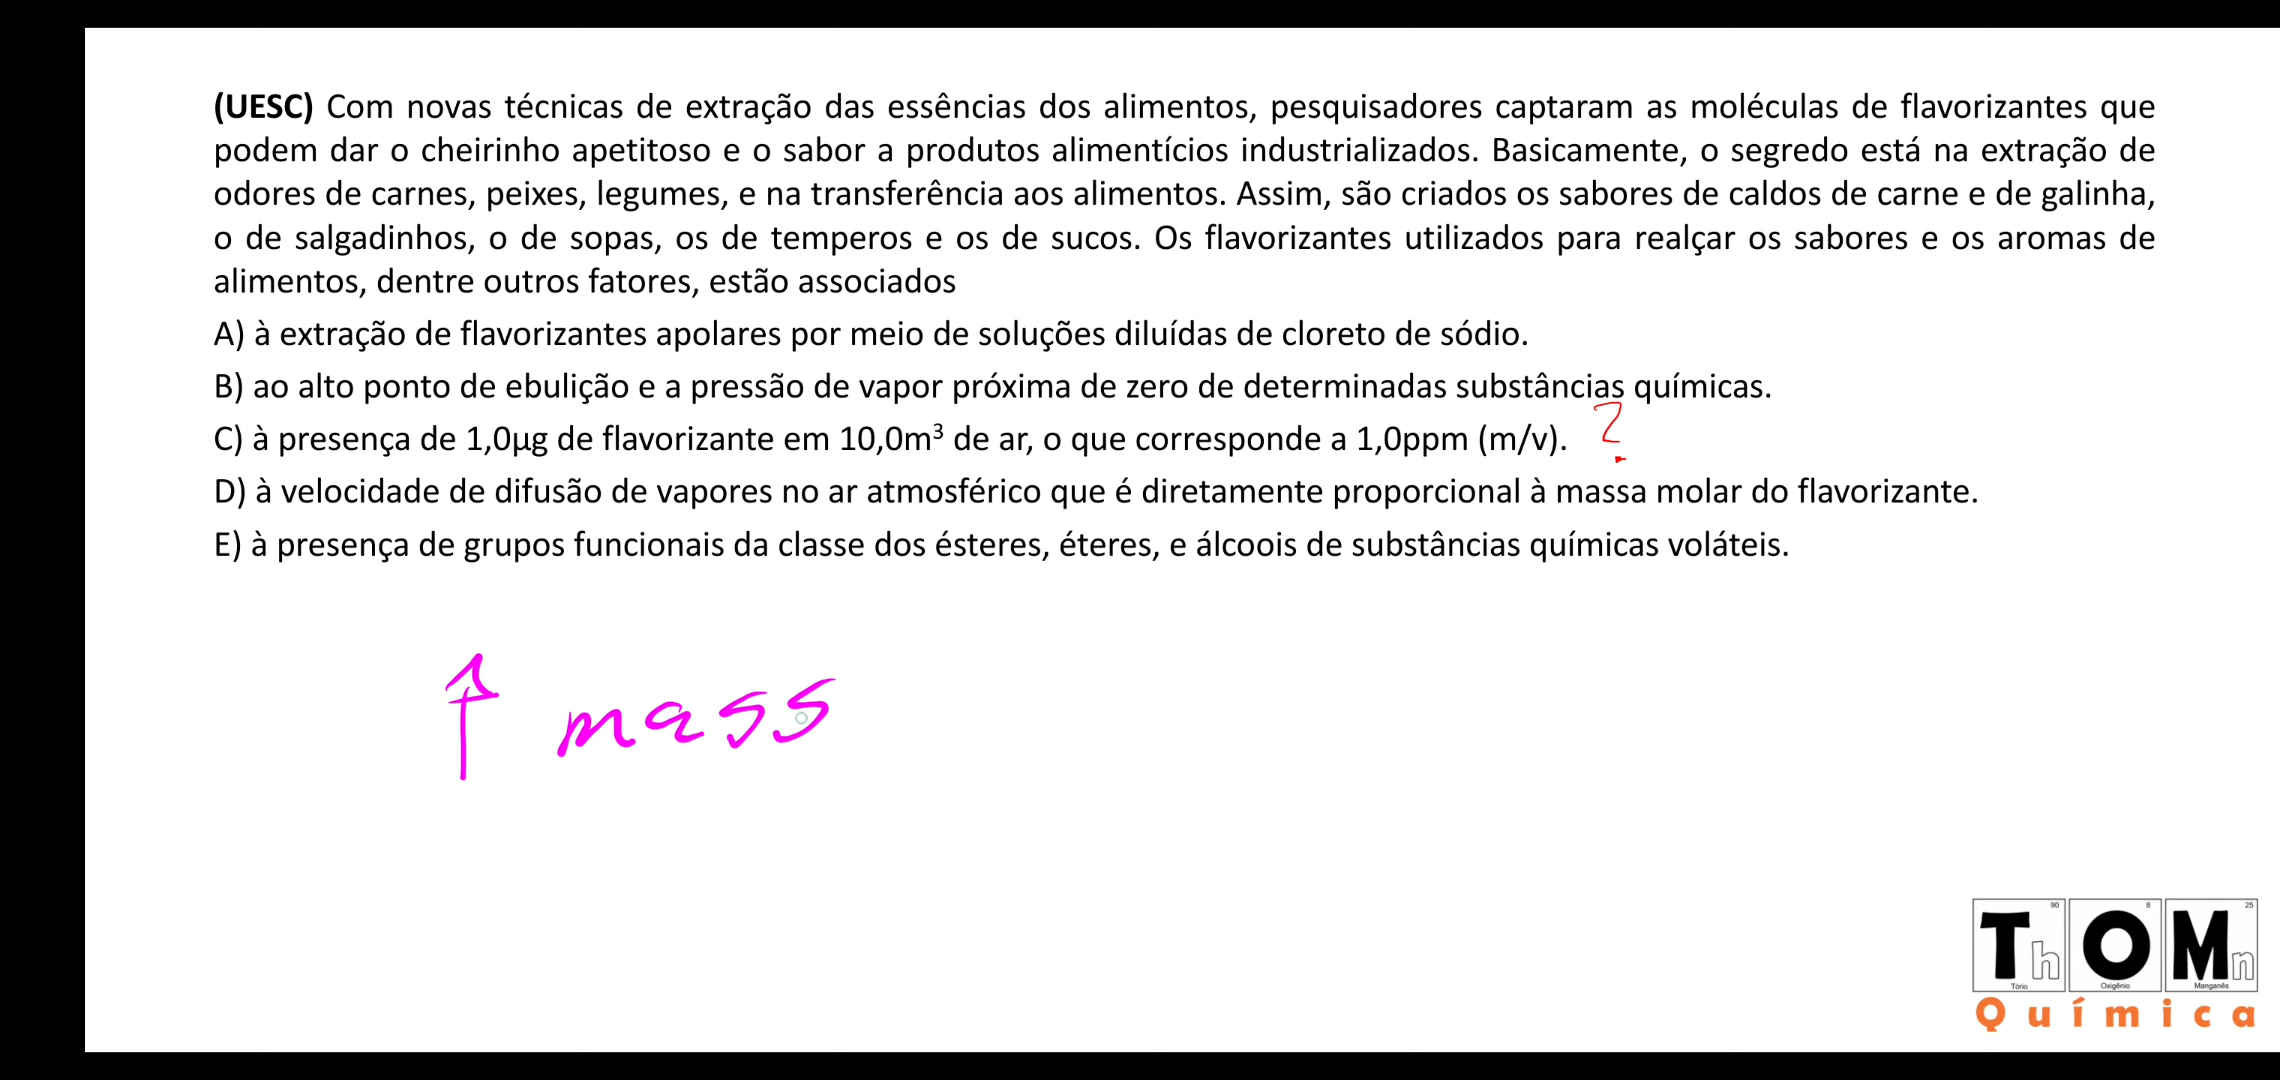 (UESC) Com novas técnicas de extração das essências dos alimentos, pesquisadores captaram as moléculas de flavorizantes que
podem dar o cheirinho apetitoso e o sabor a produtos alimentícios industrializados. Basicamente, o segredo está na extração de
odores de carnes, peixes, legumes, e na transferência aos alimentos. Assim, são criados os sabores de caldos de carne e de galinha,
o de salgadinhos, o de sopas, os de temperos e os de sucos. Os flavorizantes utilizados para realçar os sabores e os aromas de
alimentos, dentre outros fatores, estão associados
A) à extração de flavorizantes apolares por meio de soluções diluídas de cloreto de sódio.
B) ao alto ponto de ebulição e a pressão de vapor próxima de zero de determinadas substâncias químicas.
C) à presença de 1,0µg de flavorizante em 10,0m³ de ar, o que corresponde a 1,0ppm (m/v). ?
D) à velocidade de difusão de vapores no ar atmosférico que é diretamente proporcional à massa molar do flavorizante.
E) à presença de grupos funcionais da classe dos ésteres, éteres, e álcoois de substâncias químicas voláteis.
↑ mass
90 8 25
Th O Mn
Tório Oxigênio Manganês
Química